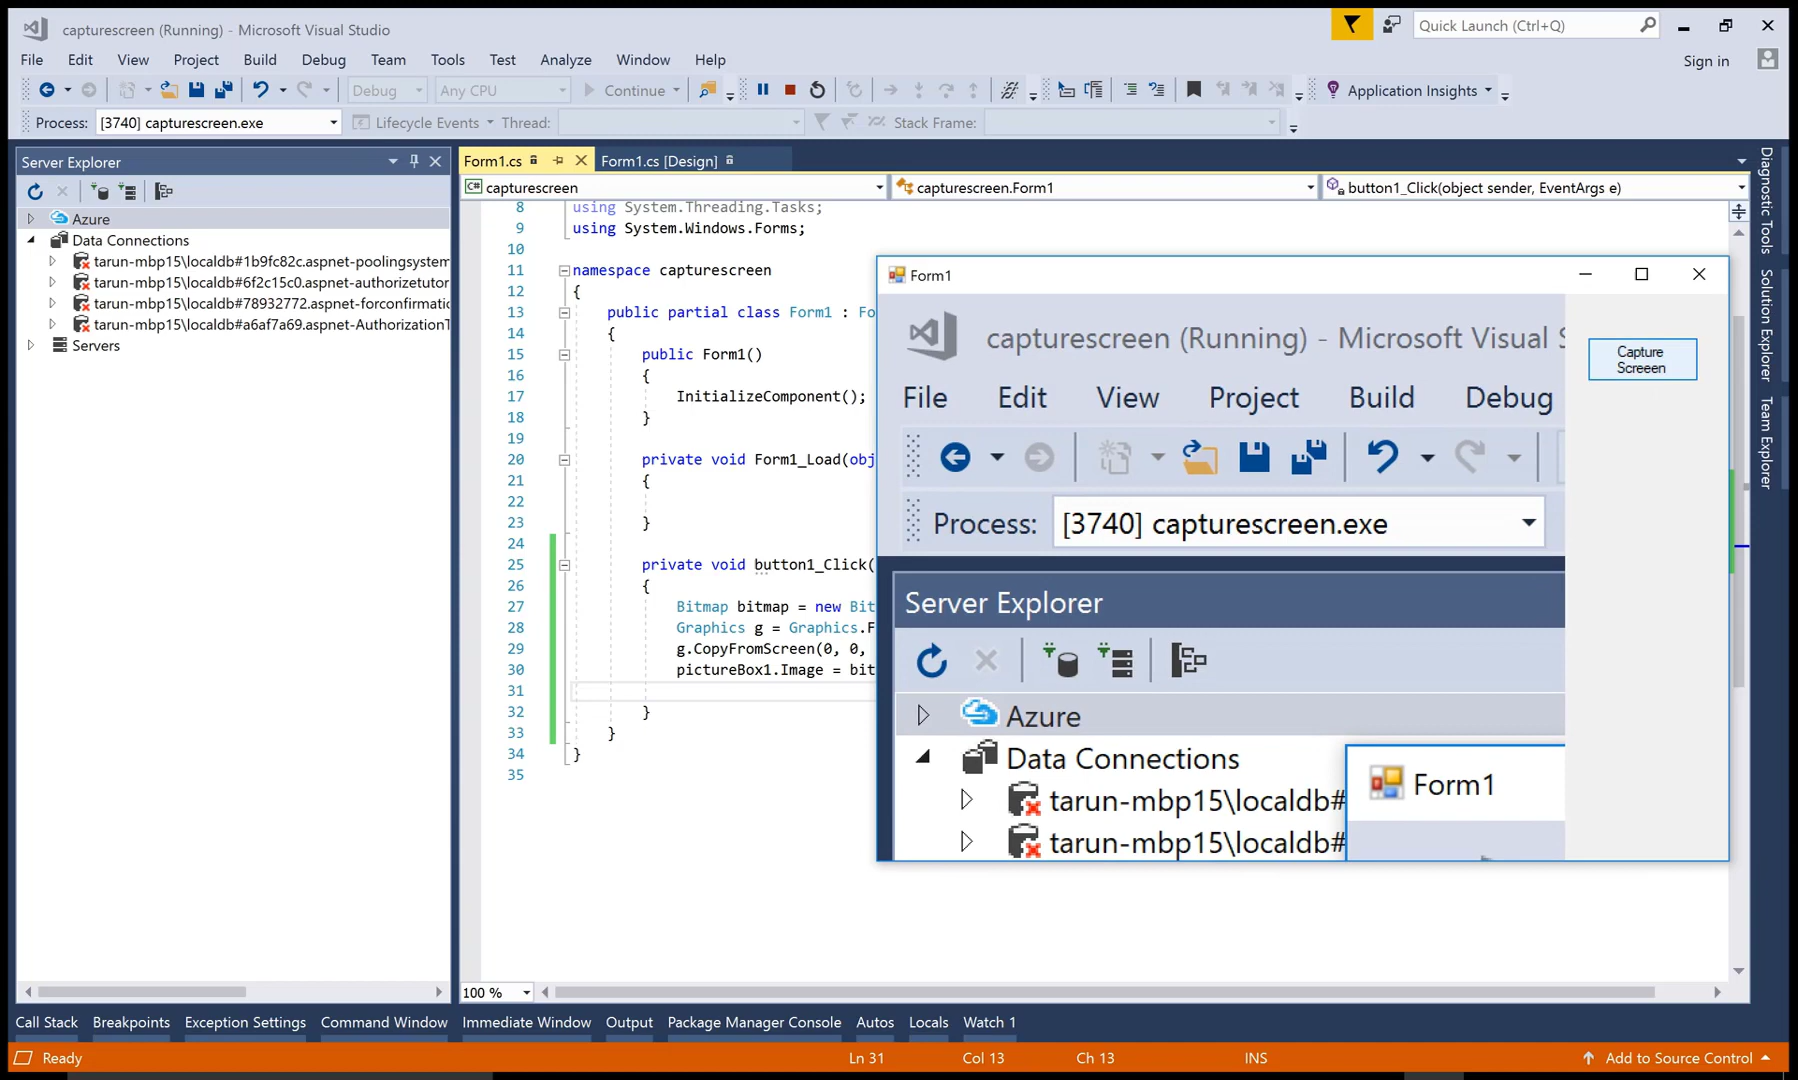 capturescreen (Running) - Microsoft Visual Studio
Quick Launch (Ctrl+Q)
File Edit View Project Build Debug Team Tools Test Analyze Window Help
Sign in
Debug Any CPU Continue Application Insights
Process: [3740] capturescreen.exe Lifecycle Events Thread: Stack Frame:
Server Explorer
Azure
Data Connections
tarun-mbp15\localdb#1b9fc82c.aspnet-poolingsystem
tarun-mbp15\localdb#6f2c15c0.aspnet-authorizetutor
tarun-mbp15\localdb#78932772.aspnet-forconfirmatio
tarun-mbp15\localdb#a6af7a69.aspnet-AuthorizationT
Servers
Form1.cs Form1.cs [Design]
C# capturescreen capturescreen.Form1 button1_Click(object sender, EventArgs e)
8 using System.Threading.Tasks;
9 using System.Windows.Forms;
10
11 namespace capturescreen
12 {
13 public partial class Form1 : Fo
14 {
15 public Form1()
16 {
17 InitializeComponent();
18 }
19
20 private void Form1_Load(obj
21 {
22
23 }
24
25 private void button1_Click(
26 {
27 Bitmap bitmap = new Bit
28 Graphics g = Graphics.F
29 g.CopyFromScreen(0, 0,
30 pictureBox1.Image = bit
31
32 }
33 }
34 }
35
Form1
capturescreen (Running) - Microsoft Visual S
File Edit View Project Build Debug
Process: [3740] capturescreen.exe
Server Explorer
Azure
Data Connections
tarun-mbp15\localdb#
tarun-mbp15\localdb#
Form1
Capture
Screeen
Diagnostic Tools
Solution Explorer
Team Explorer
100 %
Call Stack Breakpoints Exception Settings Command Window Immediate Window Output Package Manager Console Autos Locals Watch 1
Ready Ln 31 Col 13 Ch 13 INS Add to Source Control